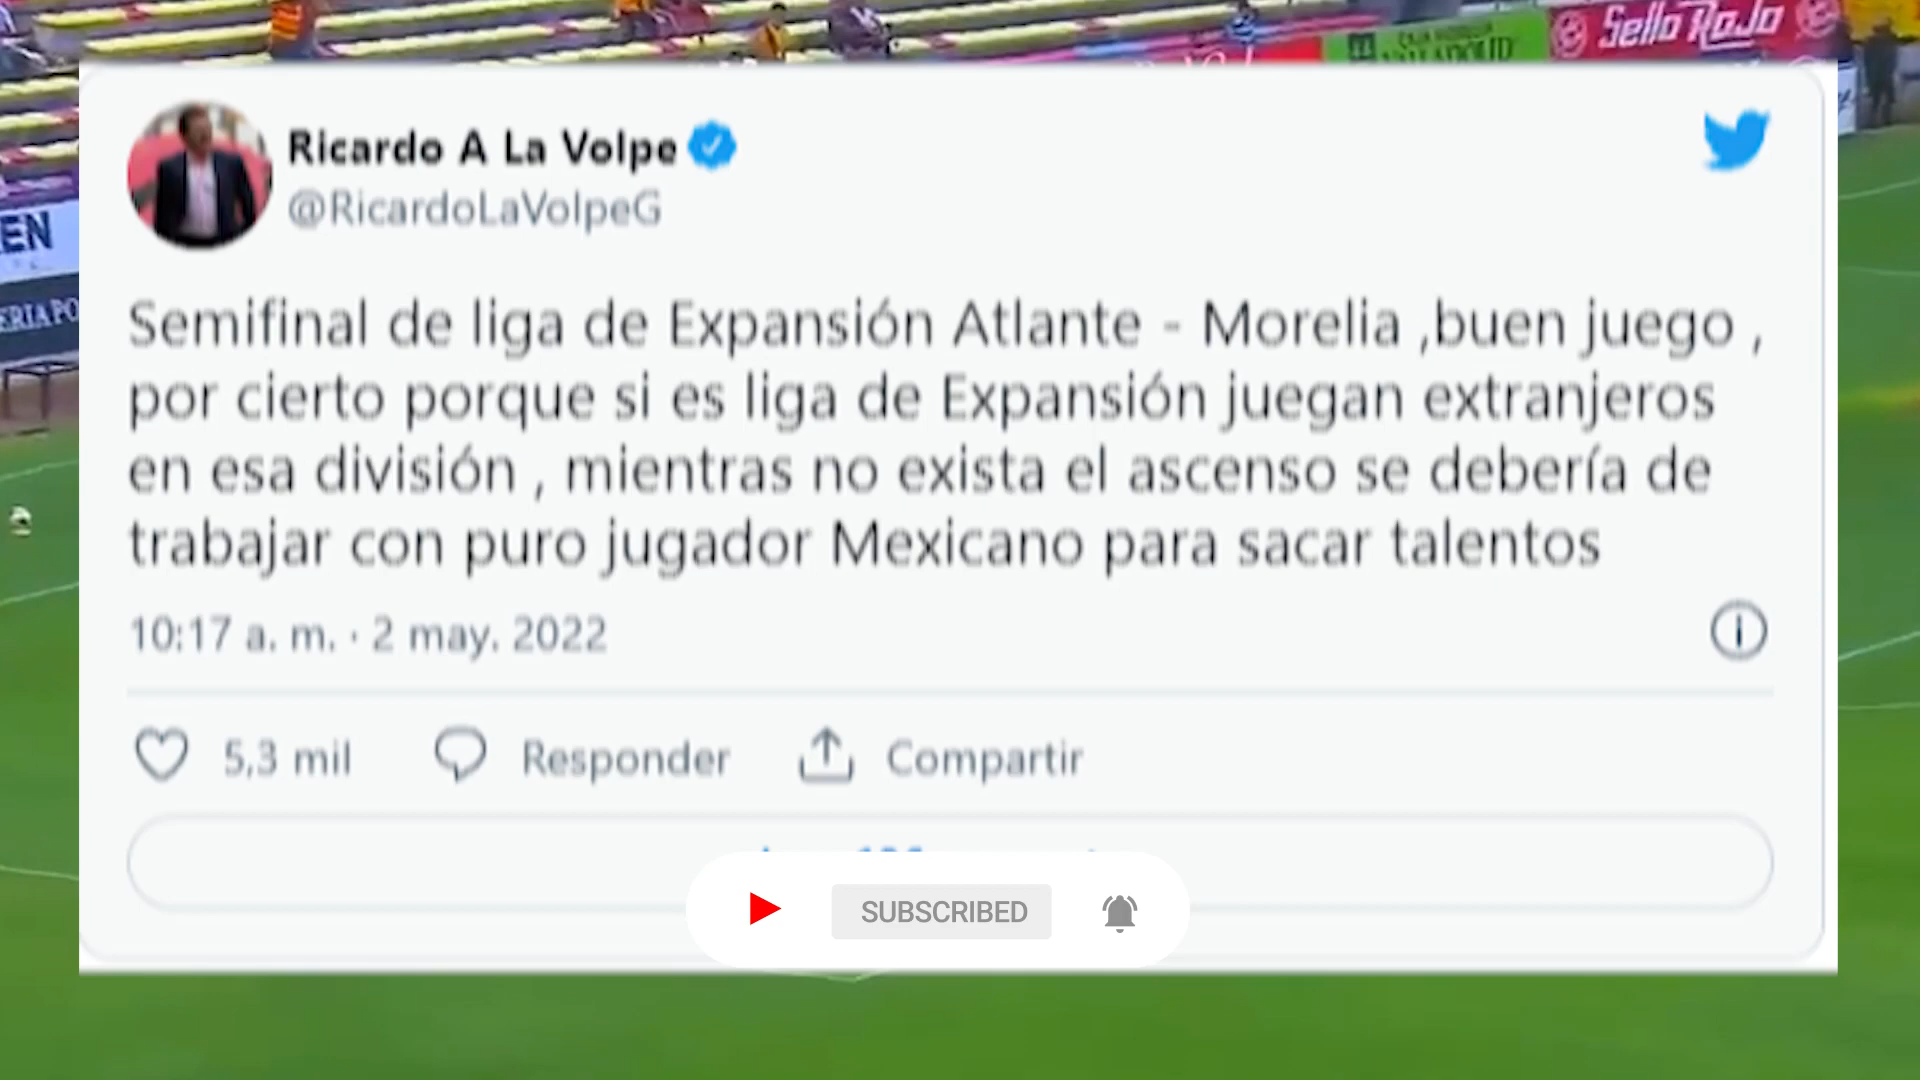 Sello Rojo
EN
ERIA PO
Ricardo A La Volpe
@RicardoLaVolpeG
Semifinal de liga de Expansión Atlante - Morelia ,buen juego ,
por cierto porque si es liga de Expansión juegan extranjeros
en esa división , mientras no exista el ascenso se debería de
trabajar con puro jugador Mexicano para sacar talentos
10:17 a. m. · 2 may. 2022
5,3 mil Responder Compartir
SUBSCRIBED